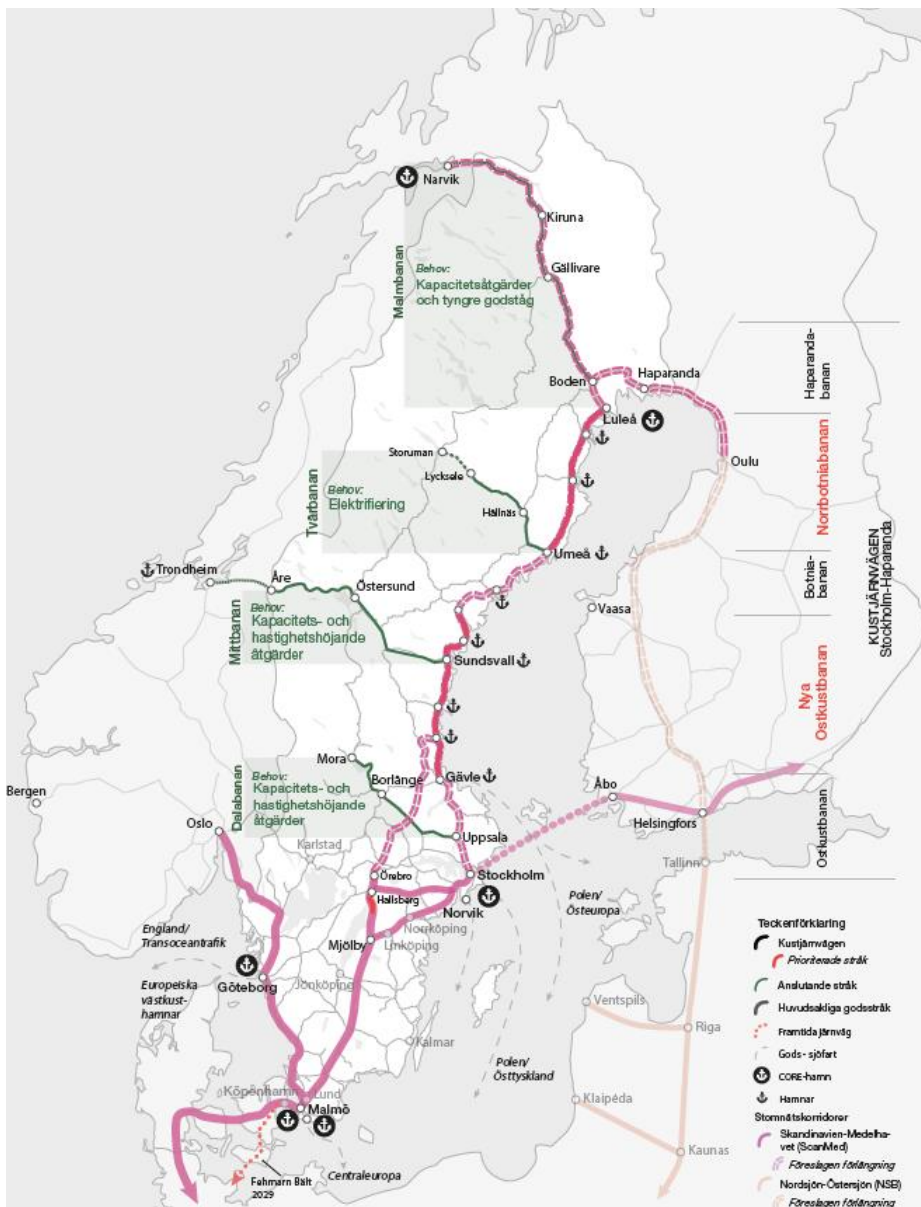 Narvik
Kiruna
Malmbanan
Behov:
Kapacitetsåtgärder
och tyngre godståg
Gällivare
Boden
Haparanda
Luleå
Haparanda-
banan
Storuman
Lycksele
Tvärbanan
Behov:
Elektrifiering
Hällnäs
Umeå
Oulu
Norrbotniabanan
Trondheim
Åre
Östersund
Mittbanan
Behov:
Kapacitets- och
hastighetshöjande
åtgärder
Sundsvall
Vaasa
Botnia-
banan
KUSTJÄRNVÄGEN
Stockholm-Haparanda
Nya
Ostkustbanan
Mora
Borlänge
Gävle
Dalabanan
Behov:
Kapacitets- och
hastighetshöjande
åtgärder
Bergen
Oslo
Karlstad
Uppsala
Åbo
Helsingfors
Ostkustbanan
Tallinn
Örebro
Stockholm
Hallsberg
Norvik
Norrköping
Mjölby
Linköping
Polen/
Östeuropa
England/
Transoceantrafik
Göteborg
Jönköping
Europeiska
västkust-
hamnar
Kalmar
Ventspils
Riga
Köpenhamn
Lund
Malmö
Polen/
Östtyskland
Klaipéda
Kaunas
Fehmarn Bält
2029
Centraleuropa
Teckenförklaring
Kustjärnvägen
Prioriterade stråk
Anslutande stråk
Huvudsakliga godsstråk
Framtida järnväg
Gods - sjöfart
CORE-hamn
Hamnar
Stomnätskorridorer
Skandinavien-Medelha-
vet (ScanMed)
Föreslagen förlängning
Nordsjön-Östersjön (NSB)
Föreslagen förlängning